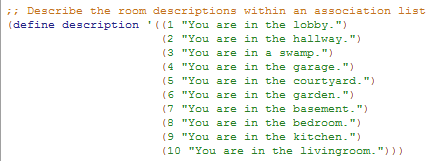 ;; Describe the room descriptions within an association list
(define description '((1 "You are in the lobby.")
(2 "You are in the hallway.")
(3 "You are in a swamp.")
(4 "You are in the garage.")
(5 "You are in the courtyard.")
(6 "You are in the garden.")
(7 "You are in the basement.")
(8 "You are in the bedroom.")
(9 "You are in the kitchen.")
(10 "You are in the livingroom.")))